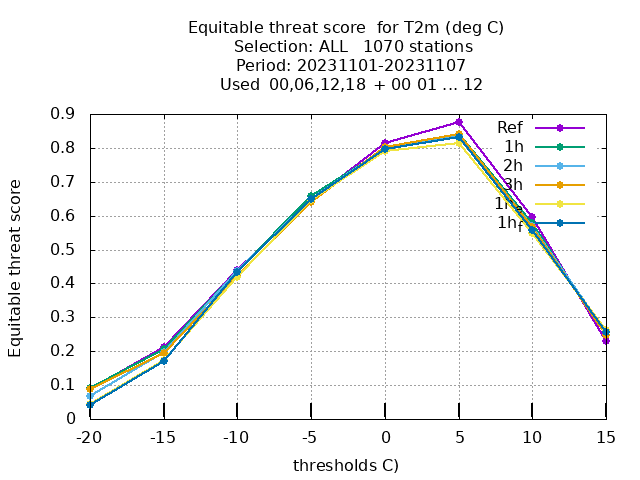 Equitable threat score  for T2m (deg C)
Selection: ALL   1070 stations
Period: 20231101-20231107
Used  00,06,12,18  + 00 01 ... 12
Equitable threat score
0.9
0.8
0.7
0.6
0.5
0.4
0.3
0.2
0.1
0
-20
-15
-10
-5
0
5
10
15
thresholds C)
Ref
1h
2h
3h
1h
1hf